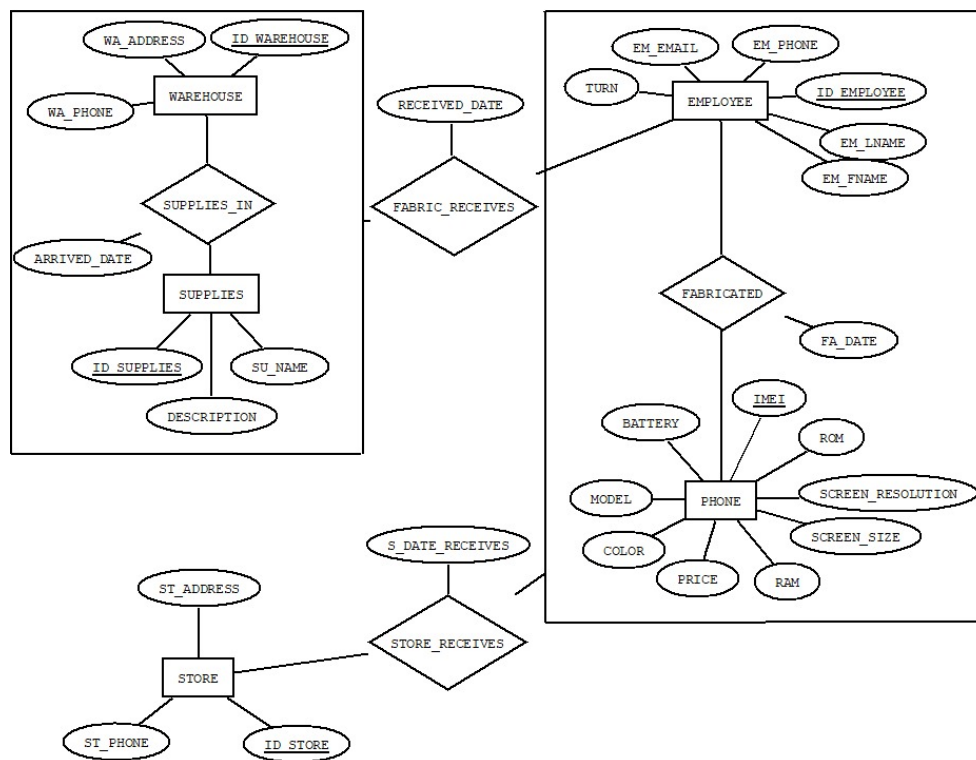 WA_ADDRESS
ID_WAREHOUSE
WAREHOUSE
WA_PHONE
SUPPLIES_IN
ARRIVED_DATE
SUPPLIES
ID_SUPPLIES
SU_NAME
DESCRIPTION
RECEIVED_DATE
FABRIC_RECEIVES
EM_EMAIL
EM_PHONE
TURN
EMPLOYEE
ID_EMPLOYEE
EM_LNAME
EM_FNAME
FABRICATED
FA_DATE
IMEI
BATTERY
ROM
MODEL
PHONE
SCREEN_RESOLUTION
SCREEN_SIZE
COLOR
PRICE
RAM
S_DATE_RECEIVES
STORE_RECEIVES
ST_ADDRESS
STORE
ST_PHONE
ID_STORE